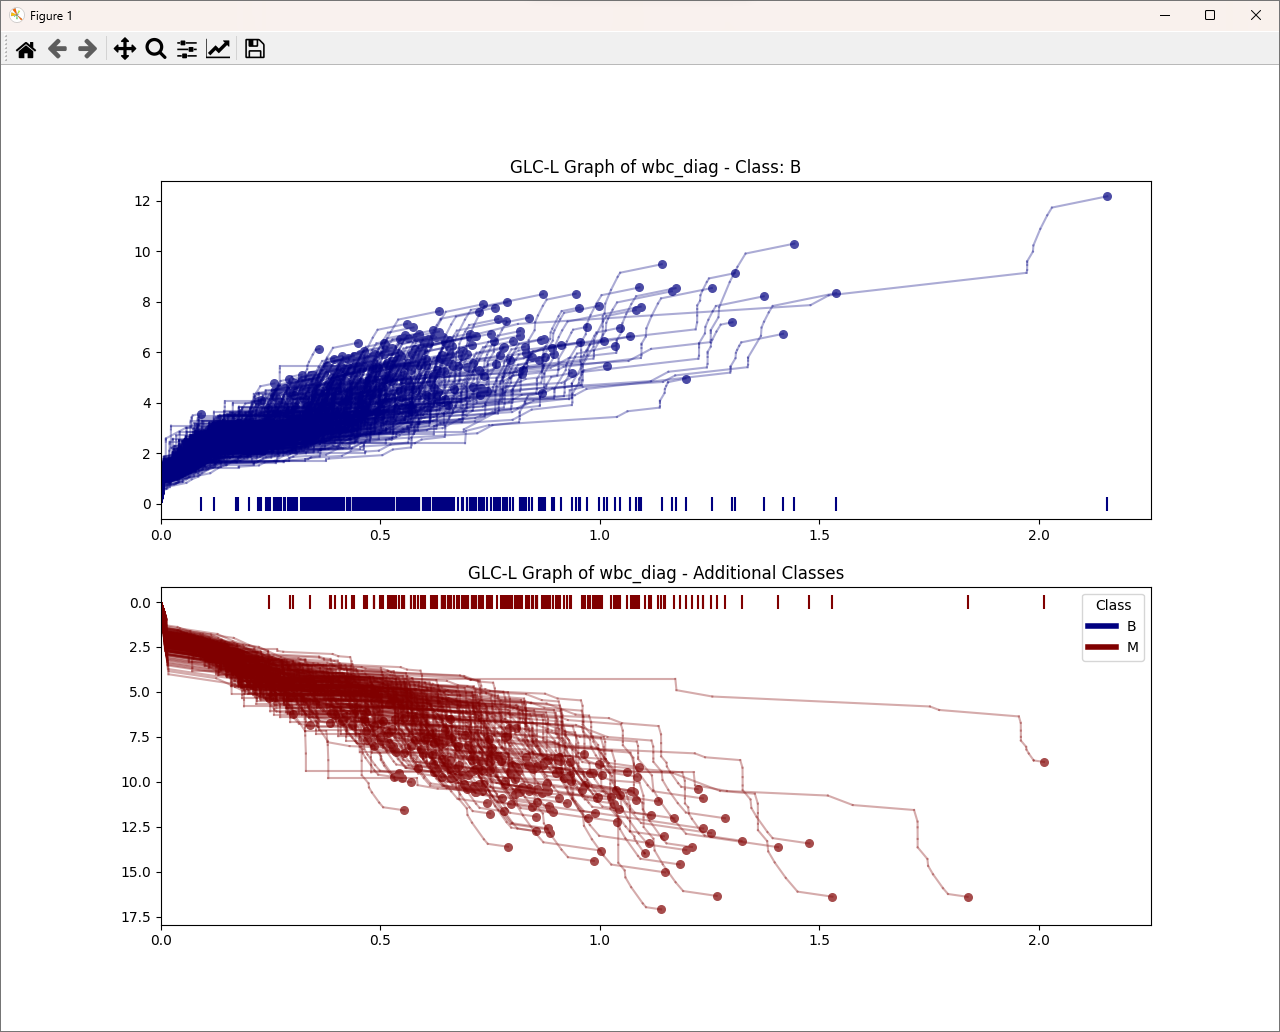 Figure 1
GLC-L Graph of wbc_diag - Class: B
12
10
8
6
4
2
0
0.0 0.5 1.0 1.5 2.0
GLC-L Graph of wbc_diag - Additional Classes
0.0
2.5
5.0
7.5
10.0
12.5
15.0
17.5
Class
B
M
0.0 0.5 1.0 1.5 2.0